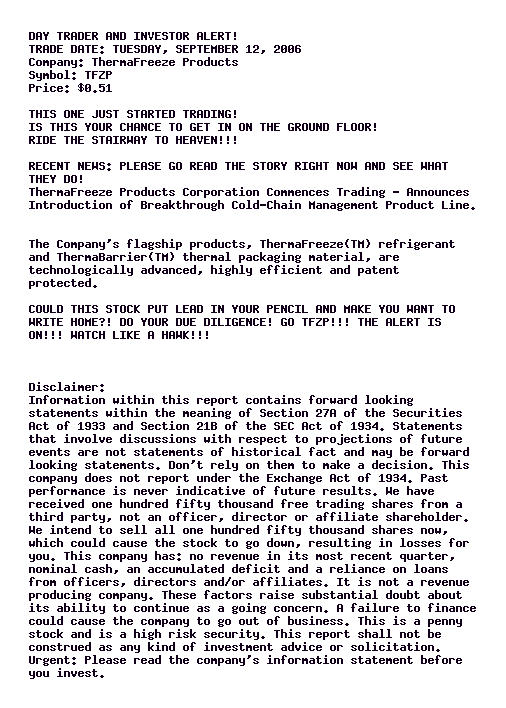 DAY TRADER AND INVESTOR ALERT!
TRADE DATE: TUESDAY, SEPTEMBER 12, 2006
Company: ThermaFreeze Products
Symbol: TFZP
Price: $0.51
THIS ONE JUST STARTED TRADING!
IS THIS YOUR CHANCE TO GET IN ON THE GROUND FLOOR!
RIDE THE STAIRWAY TO HEAVEN!!!
RECENT NEWS: PLEASE GO READ THE STORY RIGHT NOW AND SEE WHAT
THEY DO!
ThermaFreeze Products Corporation Commences Trading - Announces
Introduction of Breakthrough Cold-Chain Management Product Line.
The Company's flagship products, ThermaFreeze(TM) refrigerant
and ThermaBarrier(TM) thermal packaging material, are
technologically advanced, highly efficient and patent
protected.
COULD THIS STOCK PUT LEAD IN YOUR PENCIL AND MAKE YOU WANT TO
WRITE HOME?! DO YOUR DUE DILIGENCE! GO TFZP!!! THE ALERT IS
ON!!! WATCH LIKE A HAWK!!!
Disclaimer:
Information within this report contains forward looking
statements within the meaning of Section 27A of the Securities
Act of 1933 and Section 21B of the SEC Act of 1934. Statements
that involve discussions with respect to projections of future
events are not statements of historical fact and may be forward
looking statements. Don't rely on them to make a decision. This
company does not report under the Exchange Act of 1934. Past
performance is never indicative of future results. We have
received one hundred fifty thousand free trading shares from a
third party, not an officer, director or affiliate shareholder.
We intend to sell all one hundred fifty thousand shares now,
which could cause the stock to go down, resulting in losses for
you. This company has: no revenue in its most recent quarter,
nominal cash, an accumulated deficit and a reliance on loans
from officers, directors and/or affiliates. It is not a revenue
producing company. These factors raise substantial doubt about
its ability to continue as a going concern. A failure to finance
could cause the company to go out of business. This is a penny
stock and is a high risk security. This report shall not be
construed as any kind of investment advice or solicitation.
Urgent: Please read the company's information statement before
you invest.